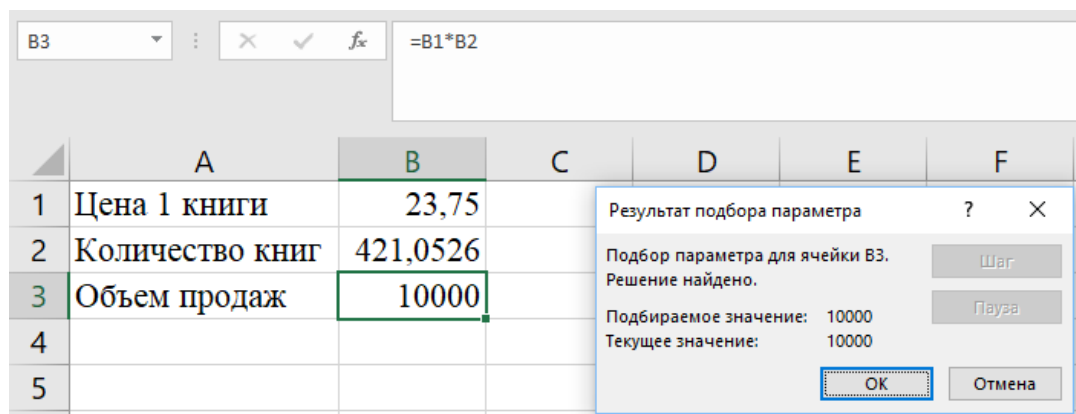 B3 fx =B1*B2
A B C D E F
1 Цена 1 книги 23,75
2 Количество книг 421,0526
3 Объем продаж 10000
4
5
Результат подбора параметра ? ×
Подбор параметра для ячейки B3.
Решение найдено.
Подбираемое значение: 10000
Текущее значение: 10000
Шаг
Пауза
ОК Отмена